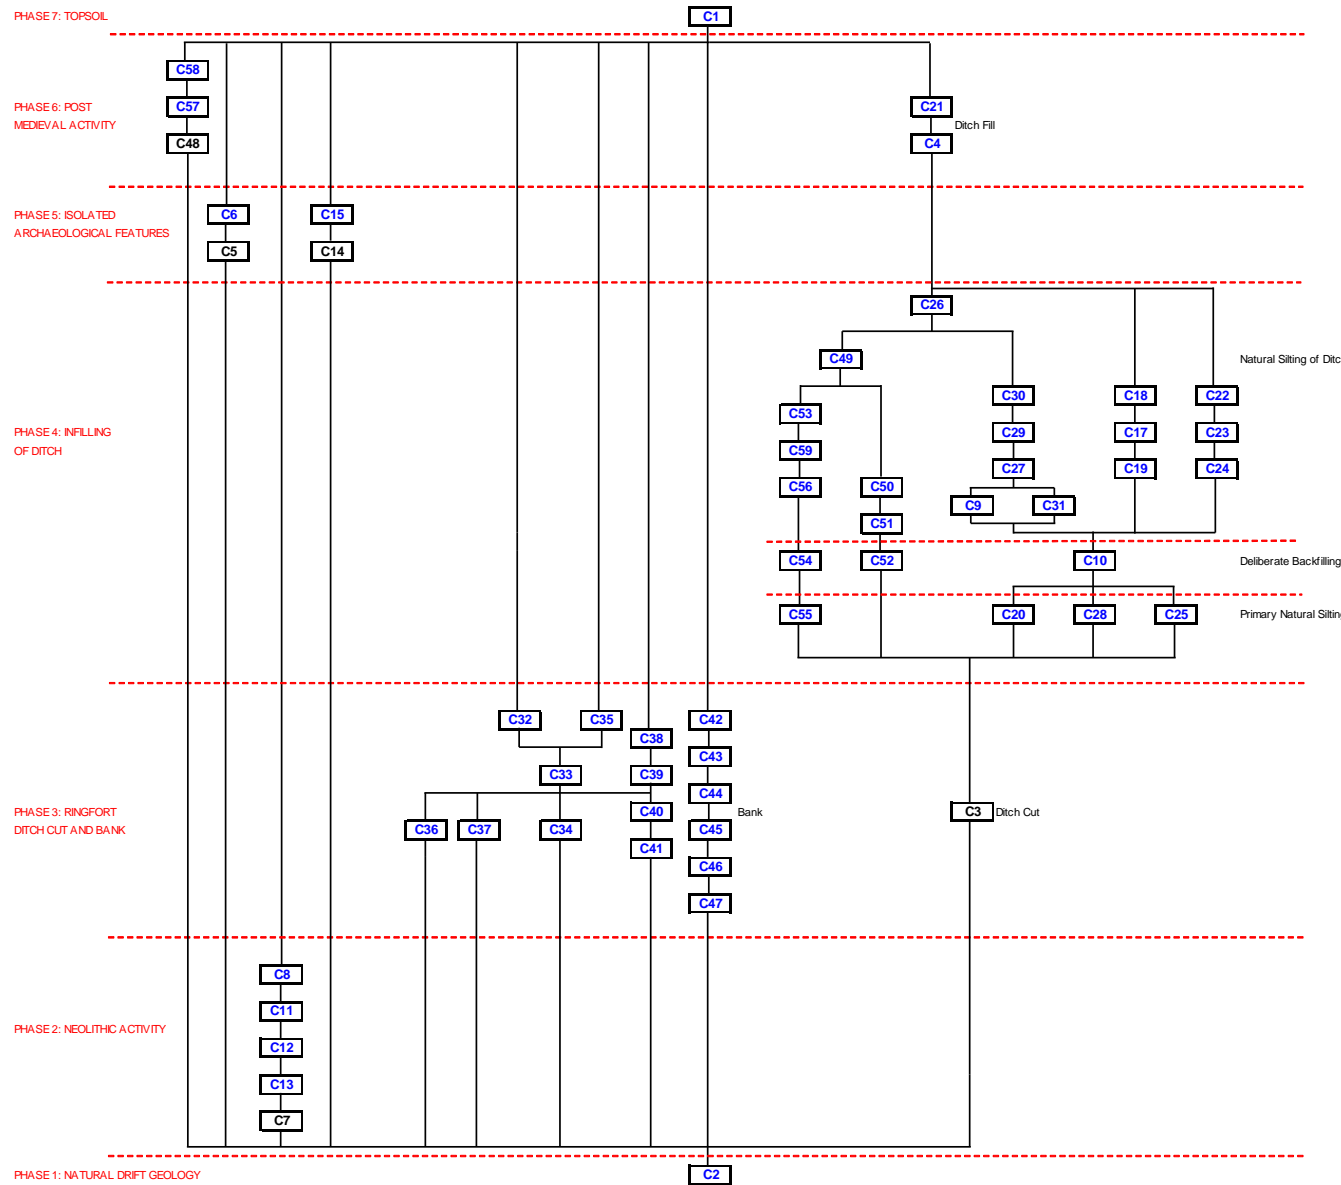 PHASE 7: TOPSOIL
C1
C58
C57
C21
PHASE 6: POST
MEDIEVAL ACTIVITY
Ditch Fill
C48
C4
PHASE 5: ISOLATED
ARCHAEOLOGICAL FEATURES
C6
C15
C5
C14
C26
C49
Natural Silting of Ditc
C30
C18
C22
C53
PHASE 4: INFILLING
OF DITCH
C29
C17
C23
C59
C27
C19
C24
C56
C50
C9
C31
C51
C54
C52
C10
Deliberate Backfilling
C55
C20
C28
C25
Primary Natural Siltin
C32
C35
C42
C38
C43
C33
C39
C44
PHASE 3: RINGFORT
DITCH CUT AND BANK
C40
Bank
C3
Ditch Cut
C36
C37
C34
C45
C41
C46
C47
C8
C11
PHASE 2: NEOLITHIC ACTIVITY
C12
C13
C7
PHASE 1: NATURAL DRIFT GEOLOGY
C2